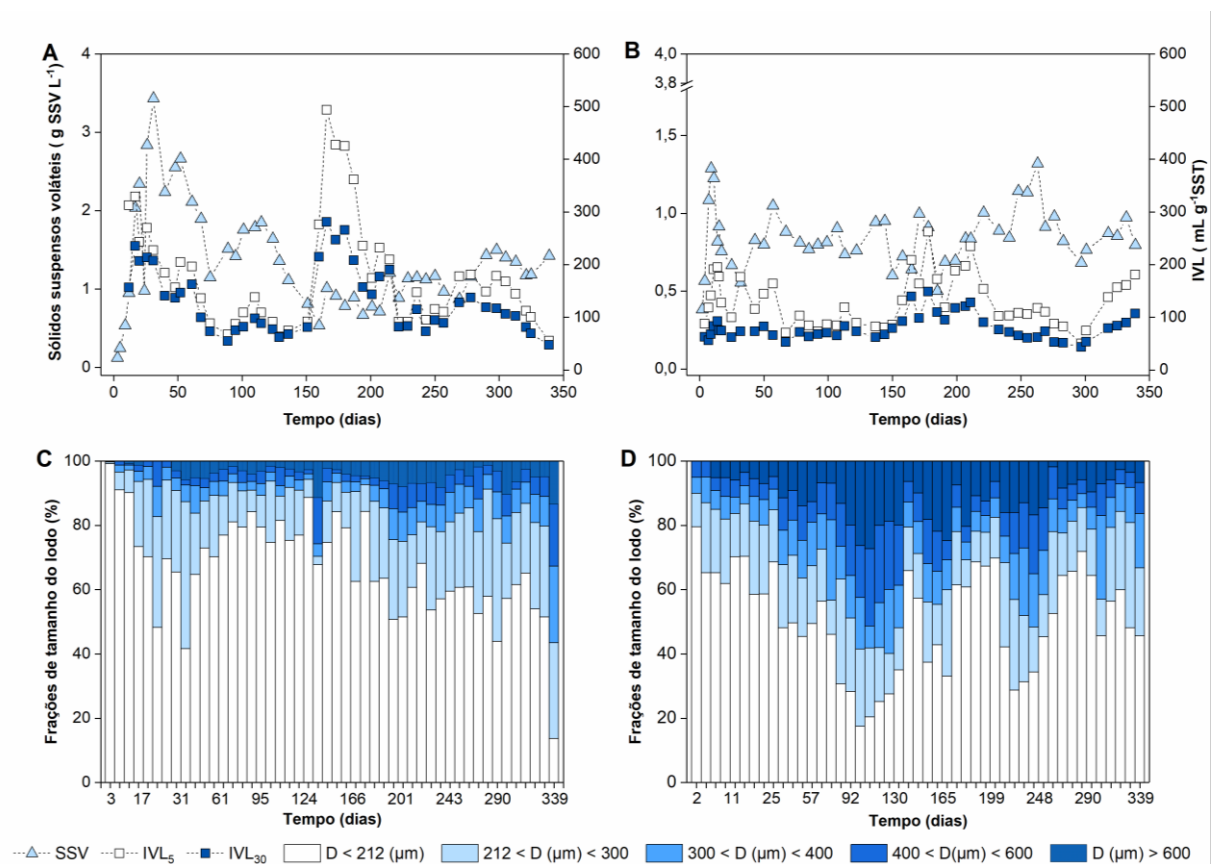 A
B
Sólidos suspensos voláteis ( g SSV L⁻¹)
4
3
2
1
0
600
500
400
300
200
100
0
0 50 100 150 200 250 300 350
Tempo (dias)
4,0
3,8
1,5
1,0
0,5
0,0
600
500
400
300
200
100
0
IVL ( mL g⁻¹SST)
0 50 100 150 200 250 300 350
Tempo (dias)
C
D
Frações de tamanho do lodo (%)
100
80
60
40
20
0
3 17 31 61 95 124 166 201 243 290 339
Tempo (dias)
Frações de tamanho do lodo (%)
100
80
60
40
20
0
2 11 25 57 92 130 165 199 248 290 339
Tempo (dias)
SSV IVL₅ IVL₃₀ D < 212 (µm) 212 < D (µm) < 300 300 < D (µm) < 400 400 < D(µm) < 600 D (µm) > 600